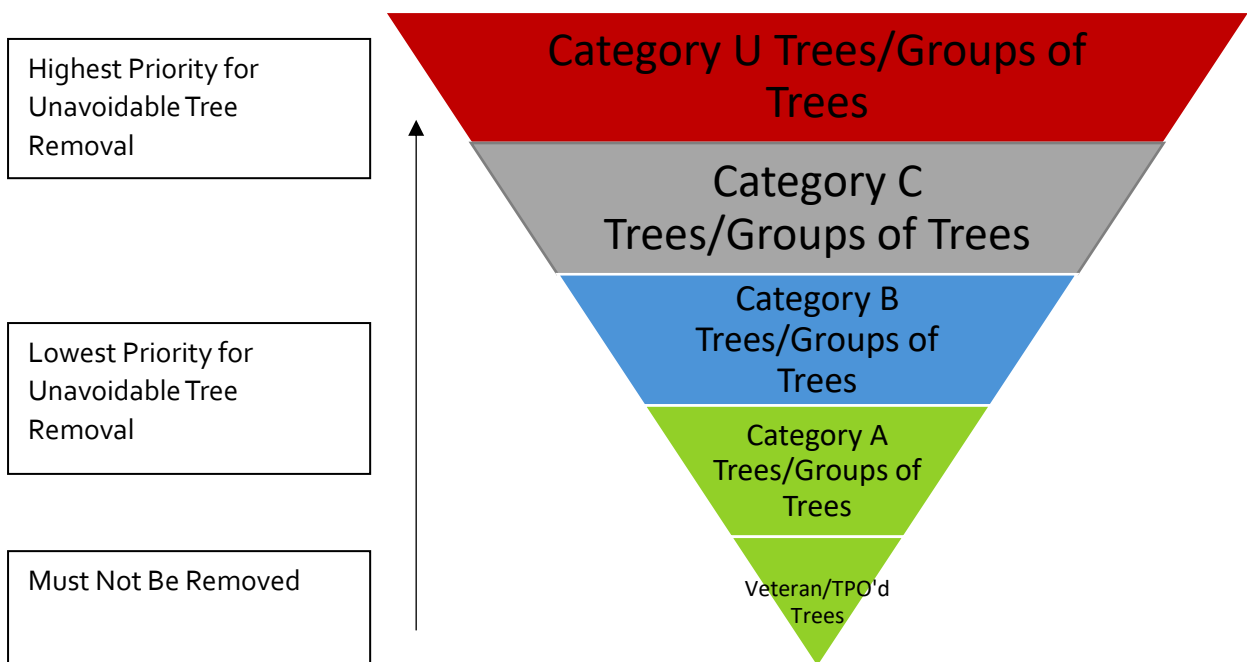 Highest Priority for
Unavoidable Tree
Removal
Category U Trees/Groups of
Trees
Category C
Trees/Groups of Trees
Lowest Priority for
Unavoidable Tree
Removal
Category B
Trees/Groups of
Trees
Category A
Trees/Groups of
Trees
Must Not Be Removed
Veteran/TPO'd
Trees